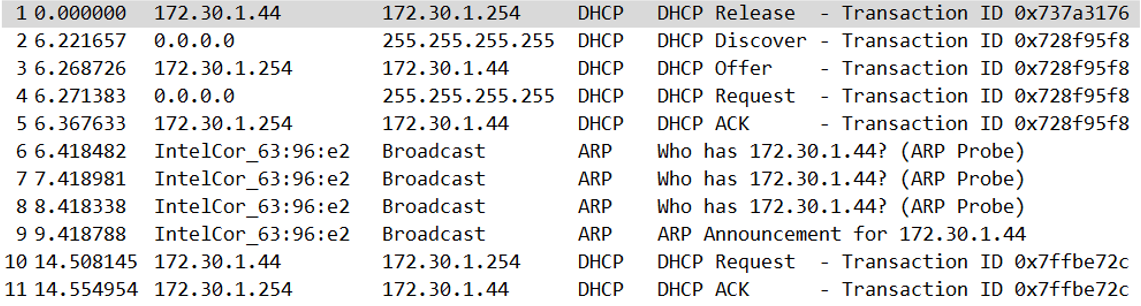 1 0.000000 172.30.1.44 172.30.1.254 DHCP DHCP Release - Transaction ID 0x737a3176
2 6.221657 0.0.0.0 255.255.255.255 DHCP DHCP Discover - Transaction ID 0x728f95f8
3 6.268726 172.30.1.254 172.30.1.44 DHCP DHCP Offer - Transaction ID 0x728f95f8
4 6.271383 0.0.0.0 255.255.255.255 DHCP DHCP Request - Transaction ID 0x728f95f8
5 6.367633 172.30.1.254 172.30.1.44 DHCP DHCP ACK - Transaction ID 0x728f95f8
6 6.418482 IntelCor_63:96:e2 Broadcast ARP Who has 172.30.1.44? (ARP Probe)
7 7.418981 IntelCor_63:96:e2 Broadcast ARP Who has 172.30.1.44? (ARP Probe)
8 8.418338 IntelCor_63:96:e2 Broadcast ARP Who has 172.30.1.44? (ARP Probe)
9 9.418788 IntelCor_63:96:e2 Broadcast ARP ARP Announcement for 172.30.1.44
10 14.508145 172.30.1.44 172.30.1.254 DHCP DHCP Request - Transaction ID 0x7ffbe72c
11 14.554954 172.30.1.254 172.30.1.44 DHCP DHCP ACK - Transaction ID 0x7ffbe72c